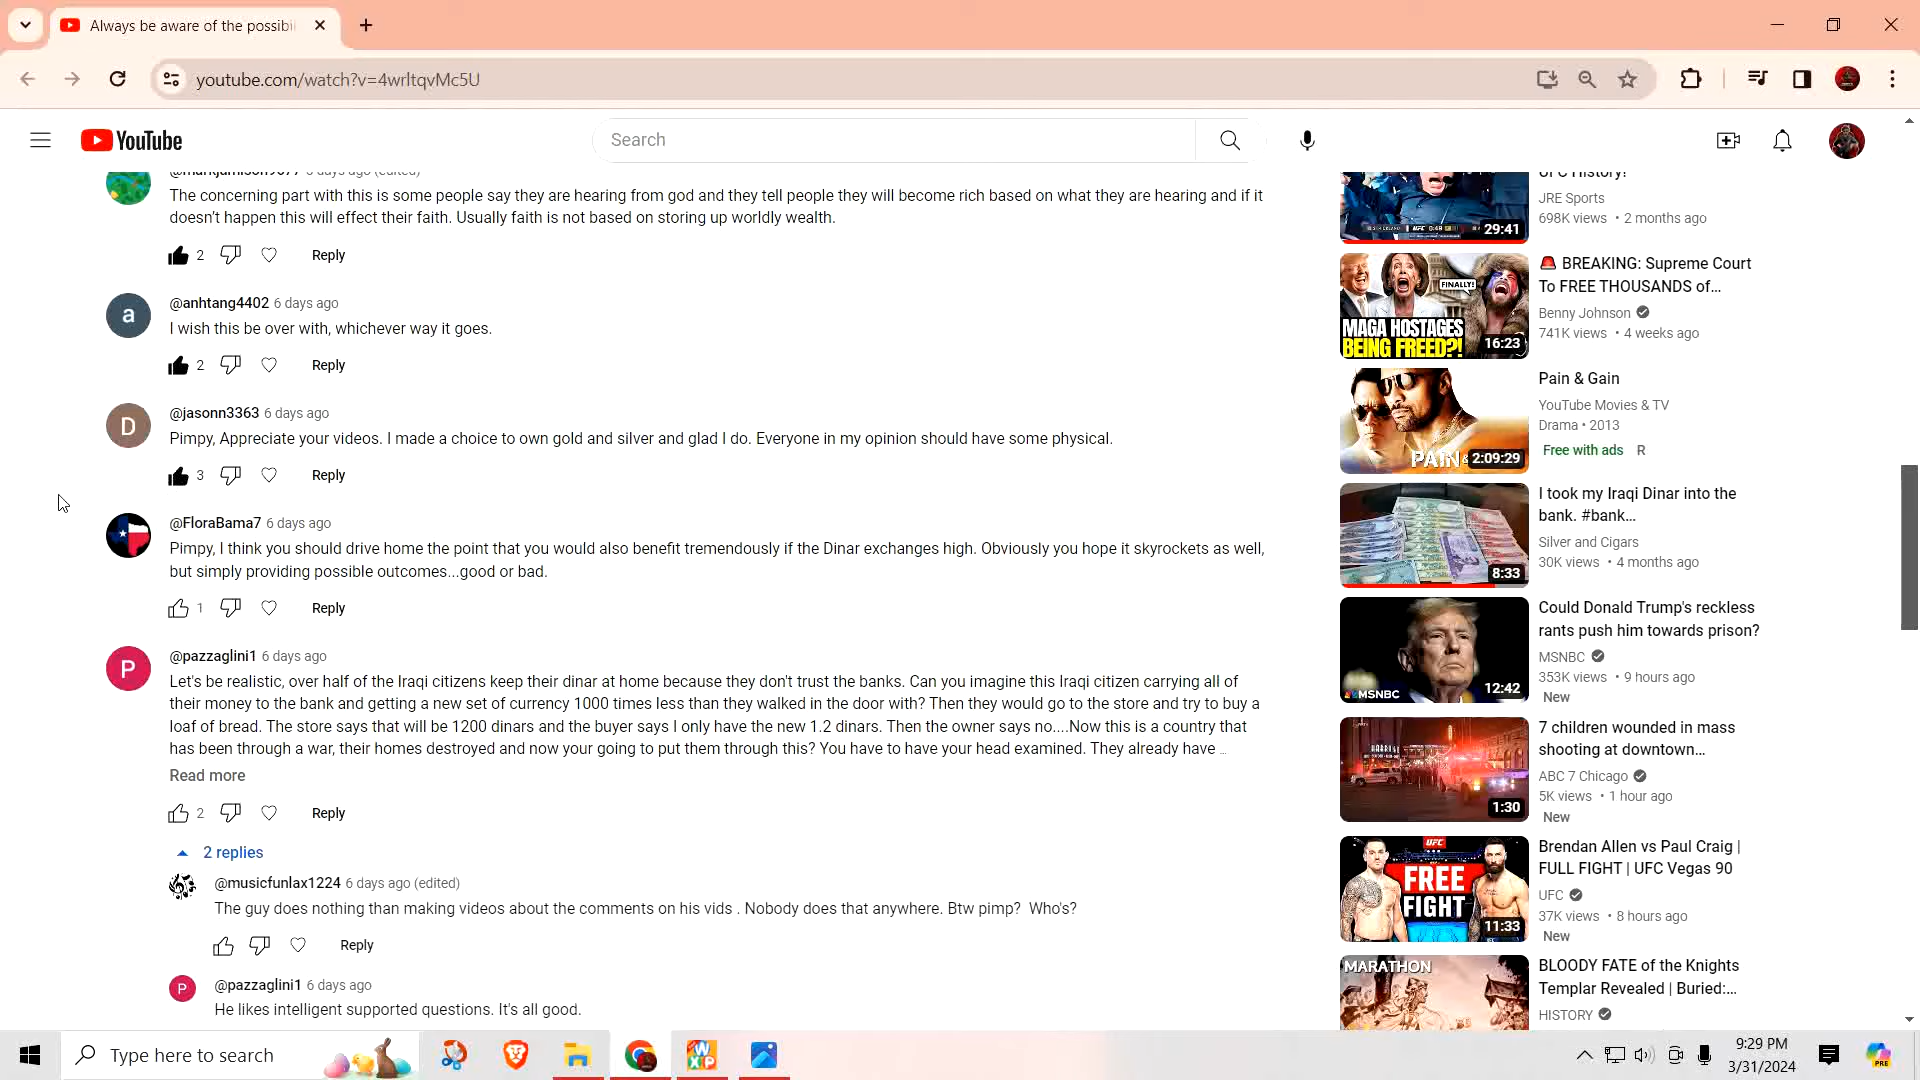 Always be aware of the possibi
youtube.com/watch?v=4wrltqvMc5U
YouTube
Search
6 days ago (edited)
The concerning part with this is some people say they are hearing from god and they tell people they will become rich based on what they are hearing and if it
doesn't happen this will effect their faith. Usually faith is not based on storing up worldly wealth.
2
Reply
a
@anhtang4402 6 days ago
I wish this be over with, whichever way it goes.
2
Reply
D
@jasonn3363 6 days ago
Pimpy, Appreciate your videos. I made a choice to own gold and silver and glad I do. Everyone in my opinion should have some physical.
3
Reply
@FloraBama7 6 days ago
Pimpy, I think you should drive home the point that you would also benefit tremendously if the Dinar exchanges high. Obviously you hope it skyrockets as well,
but simply providing possible outcomes...good or bad.
1
Reply
P
@pazzaglini1 6 days ago
Let's be realistic, over half of the Iraqi citizens keep their dinar at home because they don't trust the banks. Can you imagine this Iraqi citizen carrying all of
their money to the bank and getting a new set of currency 1000 times less than they walked in the door with? Then they would go to the store and try to buy a
loaf of bread. The store says that will be 1200 dinars and the buyer says I only have the new 1.2 dinars. Then the owner says no....Now this is a country that
has been through a war, their homes destroyed and now your going to put them through this? You have to have your head examined. They already have ...
Read more
2
Reply
2 replies
@musicfunlax1224 6 days ago (edited)
The guy does nothing than making videos about the comments on his vids . Nobody does that anywhere. Btw pimp? Who's?
Reply
P
@pazzaglini1 6 days ago
He likes intelligent supported questions. It's all good.
UFC History!
JRE Sports
698K views • 2 months ago
29:41
BREAKING: Supreme Court
To FREE THOUSANDS of...
Benny Johnson
741K views • 4 weeks ago
FINALLY!
MAGA HOSTAGES
BEING FREED?!
16:23
Pain & Gain
YouTube Movies & TV
Drama • 2013
Free with ads R
PAIN &
2:09:29
I took my Iraqi Dinar into the
bank. #bank...
Silver and Cigars
30K views • 4 months ago
8:33
Could Donald Trump's reckless
rants push him towards prison?
MSNBC
353K views • 9 hours ago
New
MSNBC
12:42
7 children wounded in mass
shooting at downtown...
ABC 7 Chicago
5K views • 1 hour ago
New
1:30
Brendan Allen vs Paul Craig |
FULL FIGHT | UFC Vegas 90
UFC
37K views • 8 hours ago
New
UFC
FREE
FIGHT
11:33
BLOODY FATE of the Knights
Templar Revealed | Buried:...
HISTORY
MARATHON
Type here to search
W
XP
9:29 PM
3/31/2024
PRE